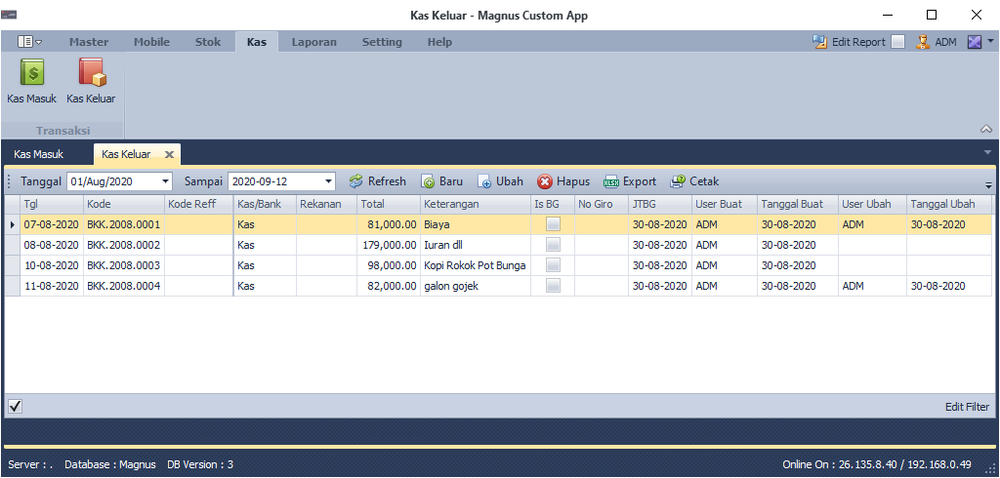 Kas Keluar - Magnus Custom App
Master Mobile Stok Kas Laporan Setting Help Edit Report ADM
Kas Masuk Kas Keluar
Transaksi
Kas Masuk Kas Keluar
Tanggal 01/Aug/2020 Sampai 2020-09-12 Refresh Baru Ubah Hapus XLSX Export Cetak
Tgl Kode Kode Reff Kas/Bank Rekanan Total Keterangan Is BG No Giro JTBG User Buat Tanggal Buat User Ubah Tanggal Ubah
07-08-2020 BKK.2008.0001 Kas 81,000.00 Biaya 30-08-2020 ADM 30-08-2020 ADM 30-08-2020
08-08-2020 BKK.2008.0002 Kas 179,000.00 Iuran dll 30-08-2020 ADM 30-08-2020
10-08-2020 BKK.2008.0003 Kas 98,000.00 Kopi Rokok Pot Bunga 30-08-2020 ADM 30-08-2020
11-08-2020 BKK.2008.0004 Kas 82,000.00 galon gojek 30-08-2020 ADM 30-08-2020 ADM 30-08-2020
Edit Filter
Server : . Database : Magnus DB Version : 3 Online On : 26.135.8.40 / 192.168.0.49